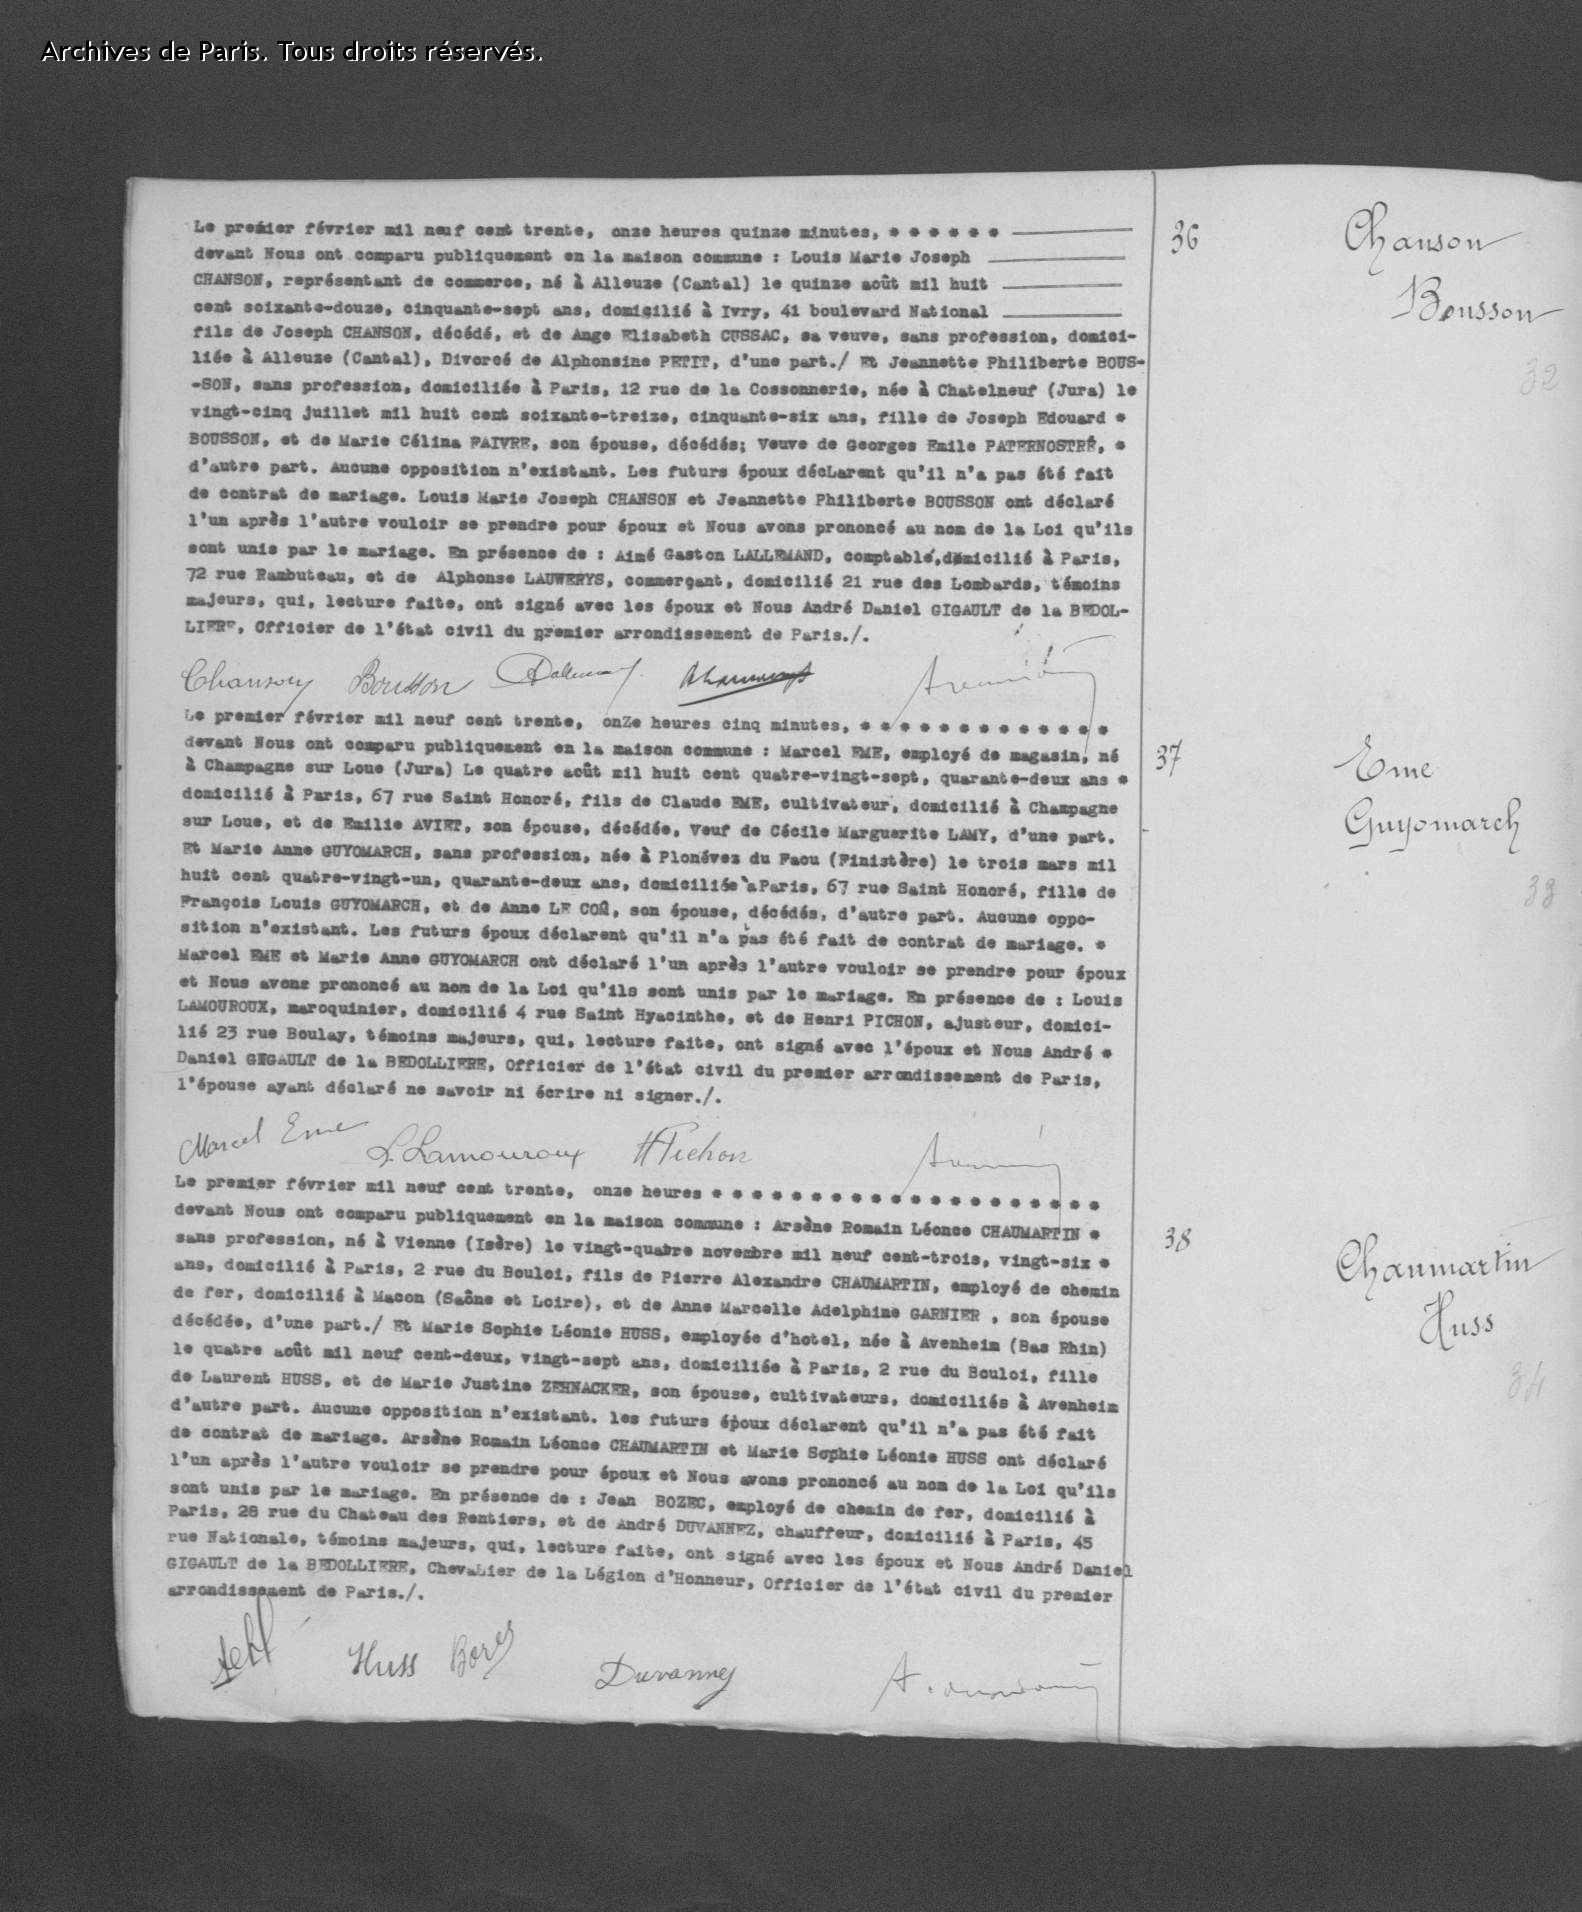 Archives de Paris. Tous droits réservés.
Le premier février mil neuf cent trente, onze heures quinze minutes, * * * * * *
devant Nous ont comparu publiquement en la maison commune : Louis Marie Joseph
CHANSON, représentant de commerce, né à Alleuze (Cantal) le quinze août mil huit
cent soixante-douze, cinquante-sept ans, domicilié à Ivry, 41 boulevard National
fils de Joseph CHANSON, décédé, et de Ange Elisabeth CUSSAC, sa veuve, sans profession, domici-
liée à Alleuze (Cantal), Divorcé de Alphonsine PETIT, d'une part./ Et Jeannette Philiberte BOUS-
-SON, sans profession, domiciliée à Paris, 12 rue de la Cossonnerie, née à Chatelneuf (Jura) le
vingt-cinq juillet mil huit cent soixante-treize, cinquante-six ans, fille de Joseph Edouard *
BOUSSON, et de Marie Célina FAIVRE, son épouse, décédés; Veuve de Georges Emile PATERNOSTRÉ, *
d'autre part. Aucune opposition n'existant. Les futurs époux décLarent qu'il n'a pas été fait
de contrat de mariage. Louis Marie Joseph CHANSON et Jeannette Philiberte BOUSSON ont déclaré
l'un après l'autre vouloir se prendre pour époux et Nous avons prononcé au nom de la Loi qu'ils
sont unis par le mariage. En présence de : Aimé Gaston LALLEMAND, comptable, domicilié à Paris,
72 rue Rambuteau, et de Alphonse LAUWERYS, commerçant, domicilié 21 rue des Lombards, témoins
majeurs, qui, lecture faite, ont signé avec les époux et Nous André Daniel GIGAULT de la BEDOL-
LIERE, Officier de l'état civil du premier arrondissement de Paris./.
Chanson Bousson
36
Chanson
Bousson
32
Le premier février mil neuf cent trente, onZe heures cinq minutes, * * * * * * * * * * * * *
devant Nous ont comparu publiquement en la maison commune : Marcel EME, employé de magasin, né
à Champagne sur Loue (Jura) Le quatre août mil huit cent quatre-vingt-sept, quarante-deux ans *
domicilié à Paris, 67 rue Saint Honoré, fils de Claude EME, cultivateur, domicilié à Champagne
sur Loue, et de Emilie AVIET, son épouse, décédée, Veuf de Cécile Marguerite LAMY, d'une part.
Et Marie Anne GUYOMARCH, sans profession, née à Plonévez du Faou (Finistère) le trois mars mil
huit cent quatre-vingt-un, quarante-deux ans, domiciliée à Paris, 67 rue Saint Honoré, fille de
François Louis GUYOMARCH, et de Anne LE COQ, son épouse, décédés, d'autre part. Aucune oppo-
sition n'existant. Les futurs époux déclarent qu'il n'a pas été fait de contrat de mariage. *
Marcel EME et Marie Anne GUYOMARCH ont déclaré l'un après l'autre vouloir se prendre pour époux
et Nous avons prononcé au nom de la Loi qu'ils sont unis par le mariage. En présence de : Louis
LAMOUROUX, maroquinier, domicilié 4 rue Saint Hyacinthe, et de Henri PICHON, ajusteur, domici-
lié 23 rue Boulay, témoins majeurs, qui, lecture faite, ont signé avec l'époux et Nous André *
Daniel GEGAULT de la BEDOLLIERE, Officier de l'état civil du premier arrondissement de Paris,
l'épouse ayant déclaré ne savoir ni écrire ni signer./.
Marcel Eme L. Lamouroux H Pichon
37
Eme
Guyomarch
33
Le premier février mil neuf cent trente, onze heures * * * * * * * * * * * * * * * * * * * *
devant Nous ont comparu publiquement en la maison commune : Arsène Romain Léonce CHAUMARTIN *
sans profession, né à Vienne (Isère) le vingt-quatre novembre mil neuf cent-trois, vingt-six *
ans, domicilié à Paris, 2 rue du Bouloi, fils de Pierre Alexandre CHAUMARTIN, employé de chemin
de fer, domicilié à Macon (Saône et Loire), et de Anne Marcelle Adelphine GARNIER , son épouse
décédée, d'une part./ Et Marie Sophie Léonie HUSS, employée d'hotel, née à Avenheim (Bas Rhin)
le quatre août mil neuf cent-deux, vingt-sept ans, domiciliée à Paris, 2 rue du Bouloi, fille
de Laurent HUSS, et de Marie Justine ZEHNACKER, son épouse, cultivateurs, domiciliés à Avenheim
d'autre part. Aucune opposition n'existant. les futurs époux déclarent qu'il n'a pas été fait
de contrat de mariage. Arsène Romain Léonce CHAUMARTIN et Marie Sophie Léonie HUSS ont déclaré
l'un après l'autre vouloir se prendre pour époux et Nous avons prononcé au nom de la Loi qu'ils
sont unis par le mariage. En présence de : Jean BOZEC, employé de chemin de fer, domicilié à
Paris, 28 rue du Chateau des Rentiers, et de André DUVANNEZ, chauffeur, domicilié à Paris, 45
rue Nationale, témoins majeurs, qui, lecture faite, ont signé avec les époux et Nous André Daniel
GIGAULT de la BEDOLLIERE, Chevalier de la Légion d'Honneur, Officier de l'état civil du premier
arrondissement de Paris./.
Huss Bozec Duvannez
38
Chaumartin
Huss
34